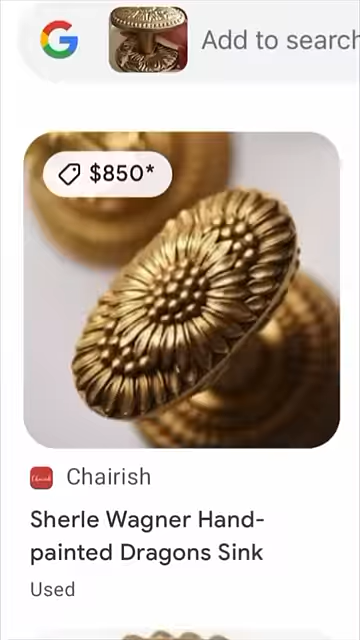 Add to search
$850*
Chairish
Sherle Wagner Hand-
painted Dragons Sink
Used